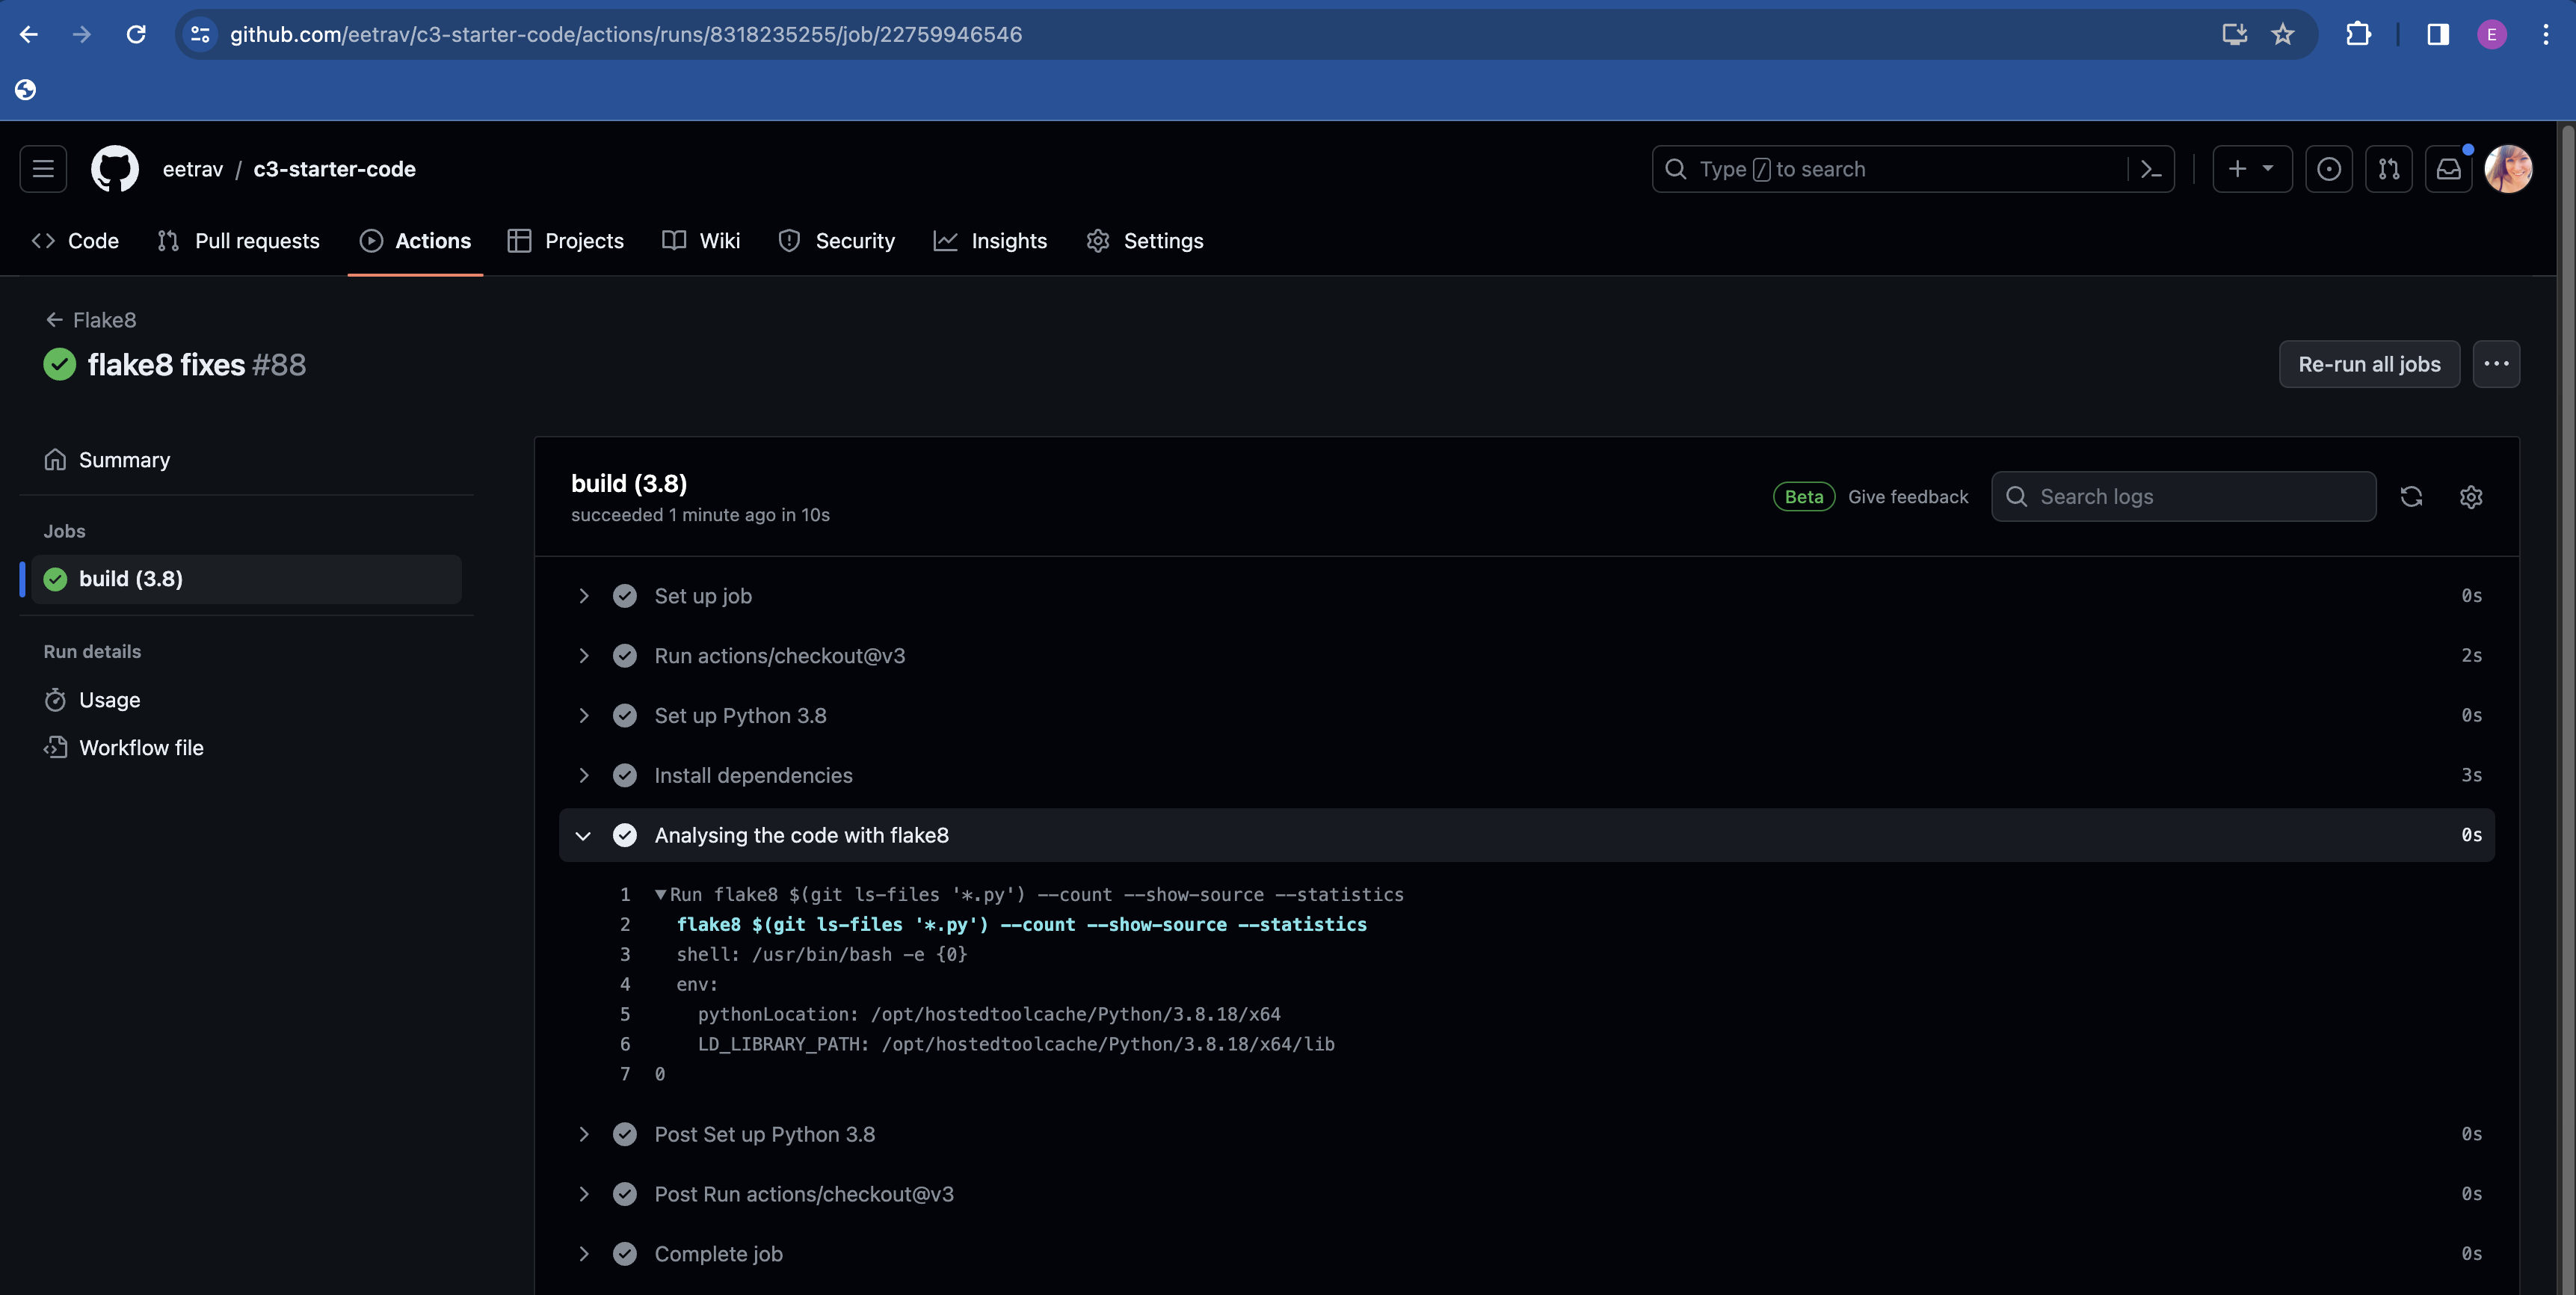 github.com/eetrav/c3-starter-code/actions/runs/8318235255/job/22759946546
E
eetrav / c3-starter-code
Type / to search
Code
Pull requests
Actions
Projects
Wiki
Security
Insights
Settings
Flake8
flake8 fixes #88
Re-run all jobs
Summary
Jobs
build (3.8)
Run details
Usage
Workflow file
build (3.8)
succeeded 1 minute ago in 10s
Beta Give feedback
Search logs
Set up job 0s
Run actions/checkout@v3 2s
Set up Python 3.8 0s
Install dependencies 3s
Analysing the code with flake8 0s
1 ▼Run flake8 $(git ls-files '*.py') --count --show-source --statistics
2 flake8 $(git ls-files '*.py') --count --show-source --statistics
3 shell: /usr/bin/bash -e {0}
4 env:
5 pythonLocation: /opt/hostedtoolcache/Python/3.8.18/x64
6 LD_LIBRARY_PATH: /opt/hostedtoolcache/Python/3.8.18/x64/lib
7 0
Post Set up Python 3.8 0s
Post Run actions/checkout@v3 0s
Complete job 0s